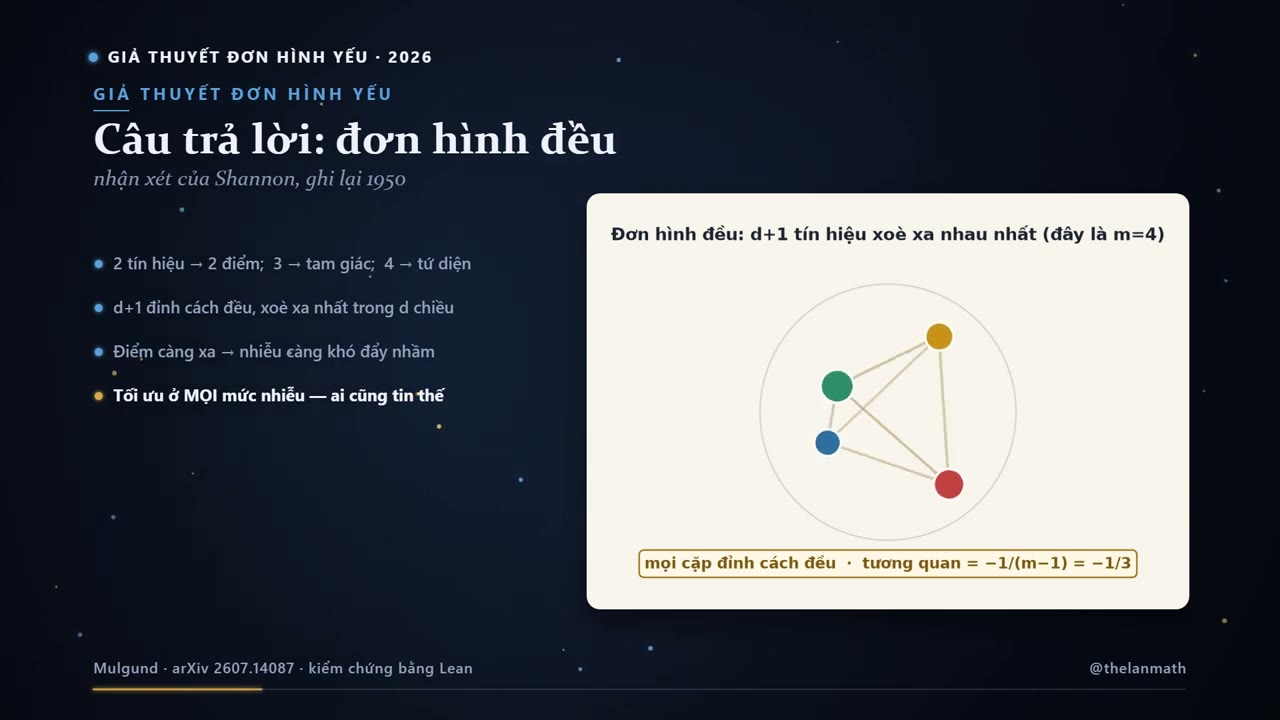 GIẢ THUYẾT ĐƠN HÌNH YẾU · 2026
GIẢ THUYẾT ĐƠN HÌNH YẾU
Câu trả lời: đơn hình đều
nhận xét của Shannon, ghi lại 1950
2 tín hiệu → 2 điểm; 3 → tam giác; 4 → tứ diện
d+1 đỉnh cách đều, xoè xa nhất trong d chiều
Điểm càng xa → nhiễu càng khó đẩy nhầm
Tối ưu ở MỌI mức nhiễu — ai cũng tin thế
Đơn hình đều: d+1 tín hiệu xoè xa nhau nhất (đây là m=4)
mọi cặp đỉnh cách đều · tương quan = −1/(m−1) = −1/3
Mulgund · arXiv 2607.14087 · kiểm chứng bằng Lean
@thelanmath